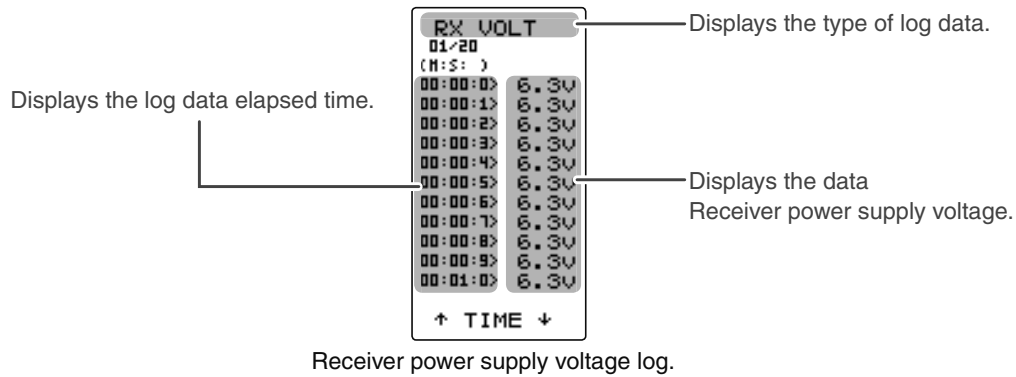 RX VOLT
Displays the type of log data.
01/20
(M:S: )
00:00:0> 6.3V
Displays the log data elapsed time.
00:00:1> 6.3V
00:00:2> 6.3V
00:00:3> 6.3V
00:00:4> 6.3V
00:00:5> 6.3V
Displays the data
Receiver power supply voltage.
00:00:6> 6.3V
00:00:7> 6.3V
00:00:8> 6.3V
00:00:9> 6.3V
00:01:0> 6.3V
↑ TIME ↓
Receiver power supply voltage log.